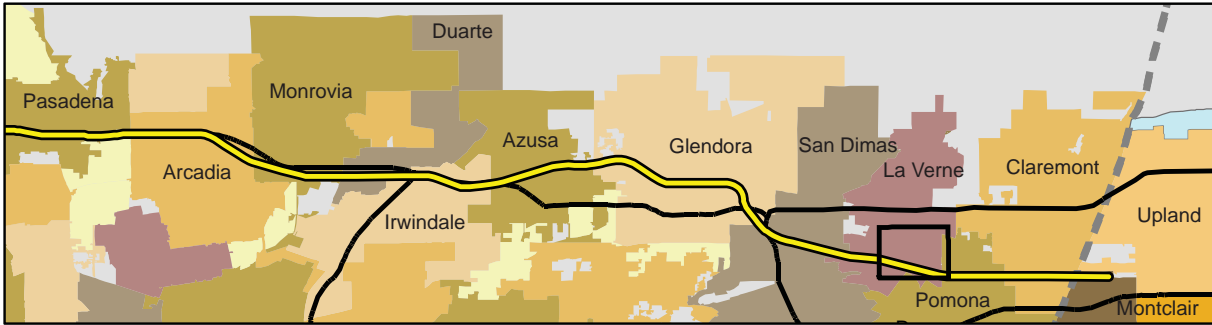 Duarte
Pasadena
Monrovia
Azusa
Glendora
San Dimas
Arcadia
La Verne
Claremont
Irwindale
Upland
Pomona
Montclair